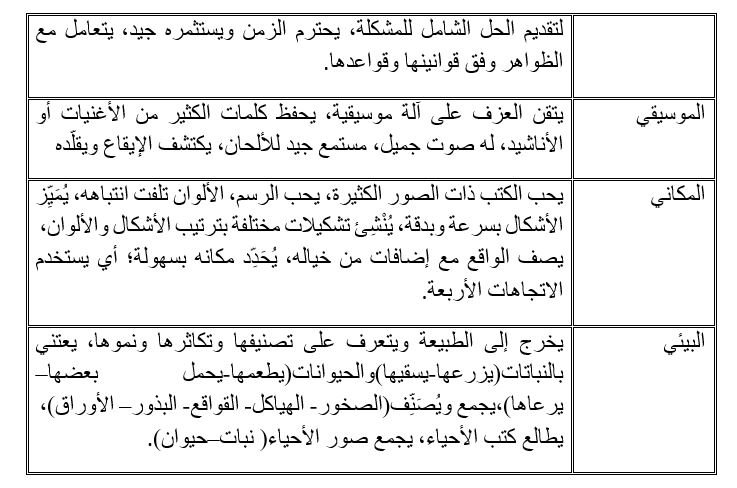 لتقديم الحل الشامل للمشكلة، يحترم الزمن ويستثمره جيد، يتعامل مع
الظواهر وفق قوانينها وقواعدها.
الموسيقي
يتقن العزف على آلة موسيقية، يحفظ كلمات الكثير من الأغنيات أو
الأناشيد، له صوت جميل، مستمع جيد للألحان، يكتشف الإيقاع ويقلّده
المكاني
يحب الكتب ذات الصور الكثيرة، يحب الرسم، الألوان تلفت انتباهه، يُمَيِّز
الأشكال بسرعة وبدقة، يُنْشِئ تشكيلات مختلفة بترتيب الأشكال والألوان،
يصف الواقع مع إضافات من خياله، يُحَدِّد مكانه بسهولة؛ أي يستخدم
الاتجاهات الأربعة.
البيئي
يخرج إلى الطبيعة ويتعرف على تصنيفها وتكاثرها ونموها، يعتني
بالنباتات(يزرعها-يسقيها)والحيوانات(يطعمها-يحمل بعضها–
يرعاها)،يجمع ويُصَنِّف(الصخور- الهياكل- القواقع- البذور– الأوراق)،
يطالع كتب الأحياء، يجمع صور الأحياء( نبات–حيوان).